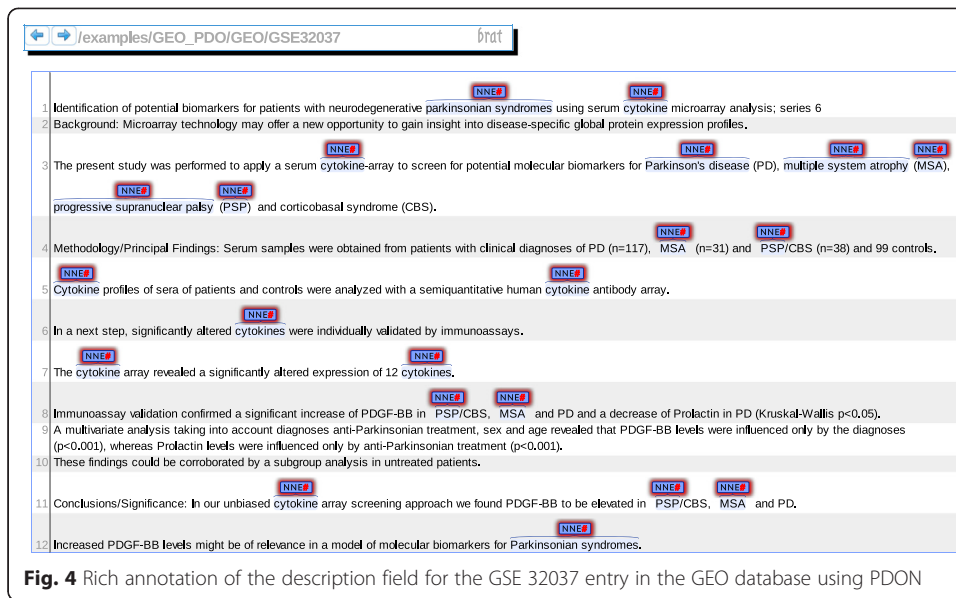 /examples/GEO_PDO/GEO/GSE32037 brat
NNE# NNE#
1 Identification of potential biomarkers for patients with neurodegenerative parkinsonian syndromes using serum cytokine microarray analysis; series 6
2 Background: Microarray technology may offer a new opportunity to gain insight into disease-specific global protein expression profiles.
NNE# NNE# NNE# NNE#
3 The present study was performed to apply a serum cytokine-array to screen for potential molecular biomarkers for Parkinson's disease (PD), multiple system atrophy (MSA),
NNE# NNE#
progressive supranuclear palsy (PSP) and corticobasal syndrome (CBS).
NNE# NNE#
4 Methodology/Principal Findings: Serum samples were obtained from patients with clinical diagnoses of PD (n=117), MSA (n=31) and PSP/CBS (n=38) and 99 controls.
NNE# NNE#
5 Cytokine profiles of sera of patients and controls were analyzed with a semiquantitative human cytokine antibody array.
NNE#
6 In a next step, significantly altered cytokines were individually validated by immunoassays.
NNE# NNE#
7 The cytokine array revealed a significantly altered expression of 12 cytokines.
NNE# NNE#
8 Immunoassay validation confirmed a significant increase of PDGF-BB in PSP/CBS, MSA and PD and a decrease of Prolactin in PD (Kruskal-Wallis p<0.05).
9 A multivariate analysis taking into account diagnoses anti-Parkinsonian treatment, sex and age revealed that PDGF-BB levels were influenced only by the diagnoses
(p<0.001), whereas Prolactin levels were influenced only by anti-Parkinsonian treatment (p<0.001).
10 These findings could be corroborated by a subgroup analysis in untreated patients.
NNE# NNE# NNE#
11 Conclusions/Significance: In our unbiased cytokine array screening approach we found PDGF-BB to be elevated in PSP/CBS, MSA and PD.
NNE#
12 Increased PDGF-BB levels might be of relevance in a model of molecular biomarkers for Parkinsonian syndromes.
Fig. 4 Rich annotation of the description field for the GSE 32037 entry in the GEO database using PDON